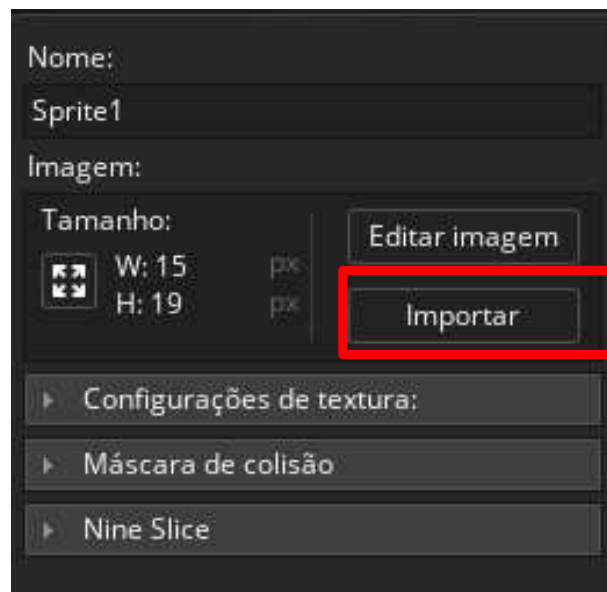 Nome:
Sprite1
Imagem:
Tamanho:
Editar imagem
W: 15 px
H: 19 px
Importar
Configurações de textura:
Máscara de colisão
Nine Slice